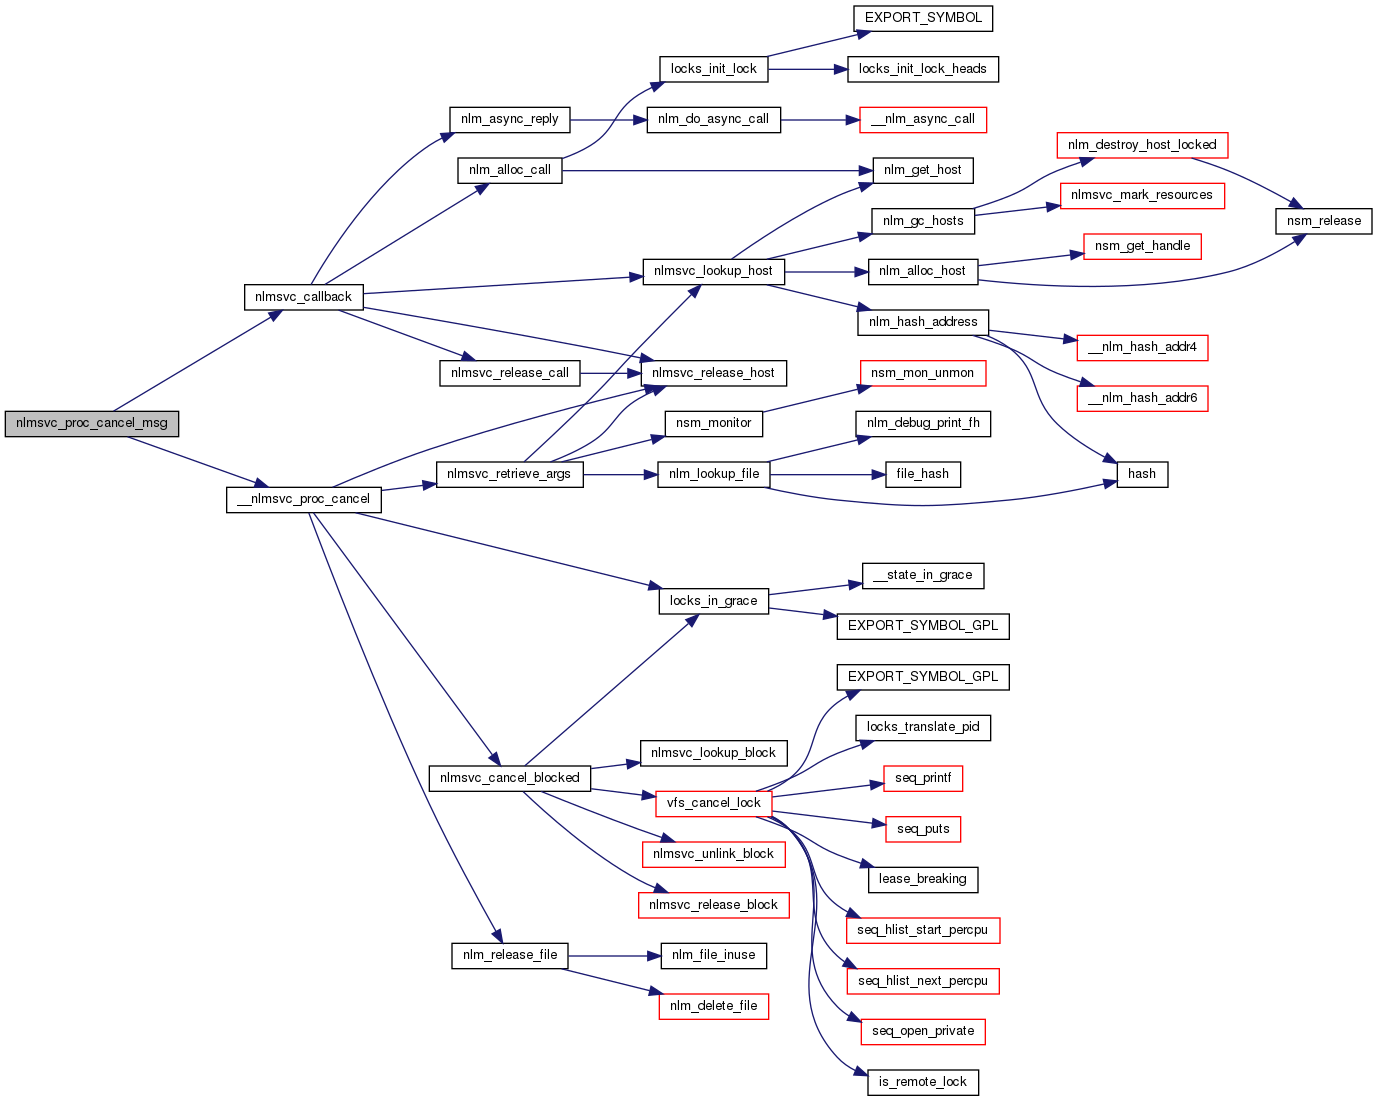 EXPORT_SYMBOL
locks_init_lock
locks_init_lock_heads
nlm_async_reply
nlm_do_async_call
__nlm_async_call
nlm_destroy_host_locked
nlm_alloc_call
nlm_get_host
nlmsvc_mark_resources
nlm_gc_hosts
nsm_release
nsm_get_handle
nlmsvc_lookup_host
nlm_alloc_host
nlmsvc_callback
nlm_hash_address
__nlm_hash_addr4
nlmsvc_release_call
nlmsvc_release_host
nsm_mon_unmon
__nlm_hash_addr6
nlmsvc_proc_cancel_msg
nsm_monitor
nlm_debug_print_fh
nlmsvc_retrieve_args
nlm_lookup_file
file_hash
hash
__nlmsvc_proc_cancel
__state_in_grace
locks_in_grace
EXPORT_SYMBOL_GPL
EXPORT_SYMBOL_GPL
locks_translate_pid
nlmsvc_lookup_block
nlmsvc_cancel_blocked
seq_printf
vfs_cancel_lock
seq_puts
nlmsvc_unlink_block
lease_breaking
nlmsvc_release_block
seq_hlist_start_percpu
nlm_release_file
nlm_file_inuse
seq_hlist_next_percpu
nlm_delete_file
seq_open_private
is_remote_lock